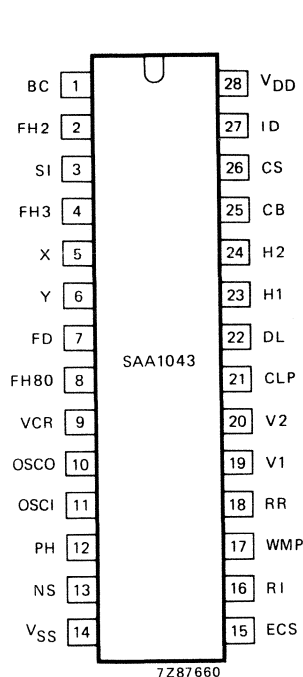 BC 1 28 VDD
FH2 2 27 ID
SI 3 26 CS
FH3 4 25 CB
X 5 24 H2
Y 6 23 H1
FD 7 22 DL
SAA1043
FH80 8 21 CLP
VCR 9 20 V2
OSCO 10 19 V1
OSCI 11 18 RR
PH 12 17 WMP
NS 13 16 RI
VSS 14 15 ECS
7Z87660